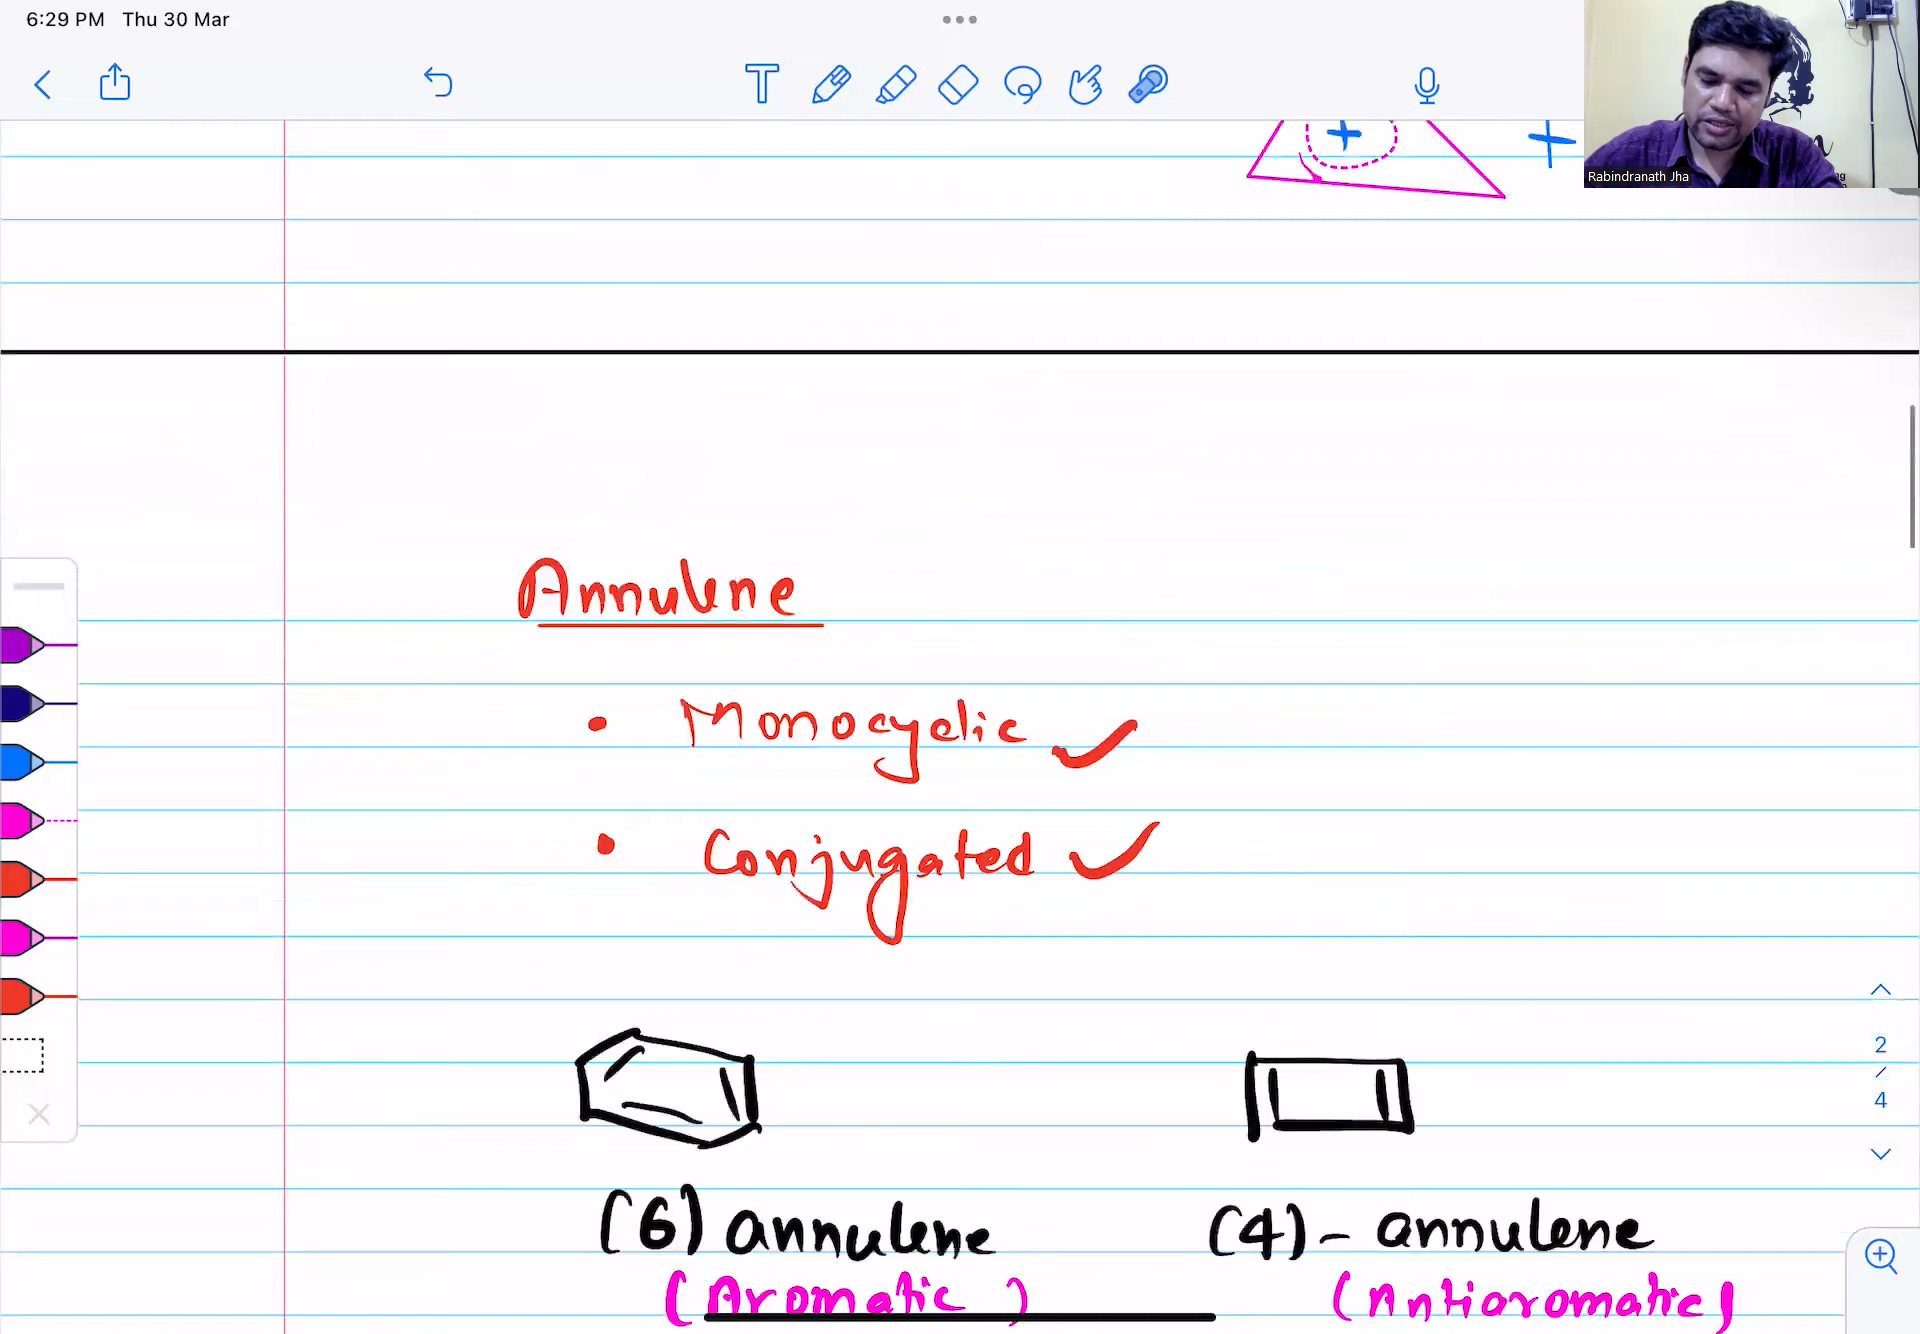 6:29 PM Thu 30 Mar
T
+ +
Rabindranath Jha
Annulene
• Monocyclic ✓
• Conjugated ✓
2
/
4
(6) annulene (4) - annulene
(Aromatic) (Antiaromatic)